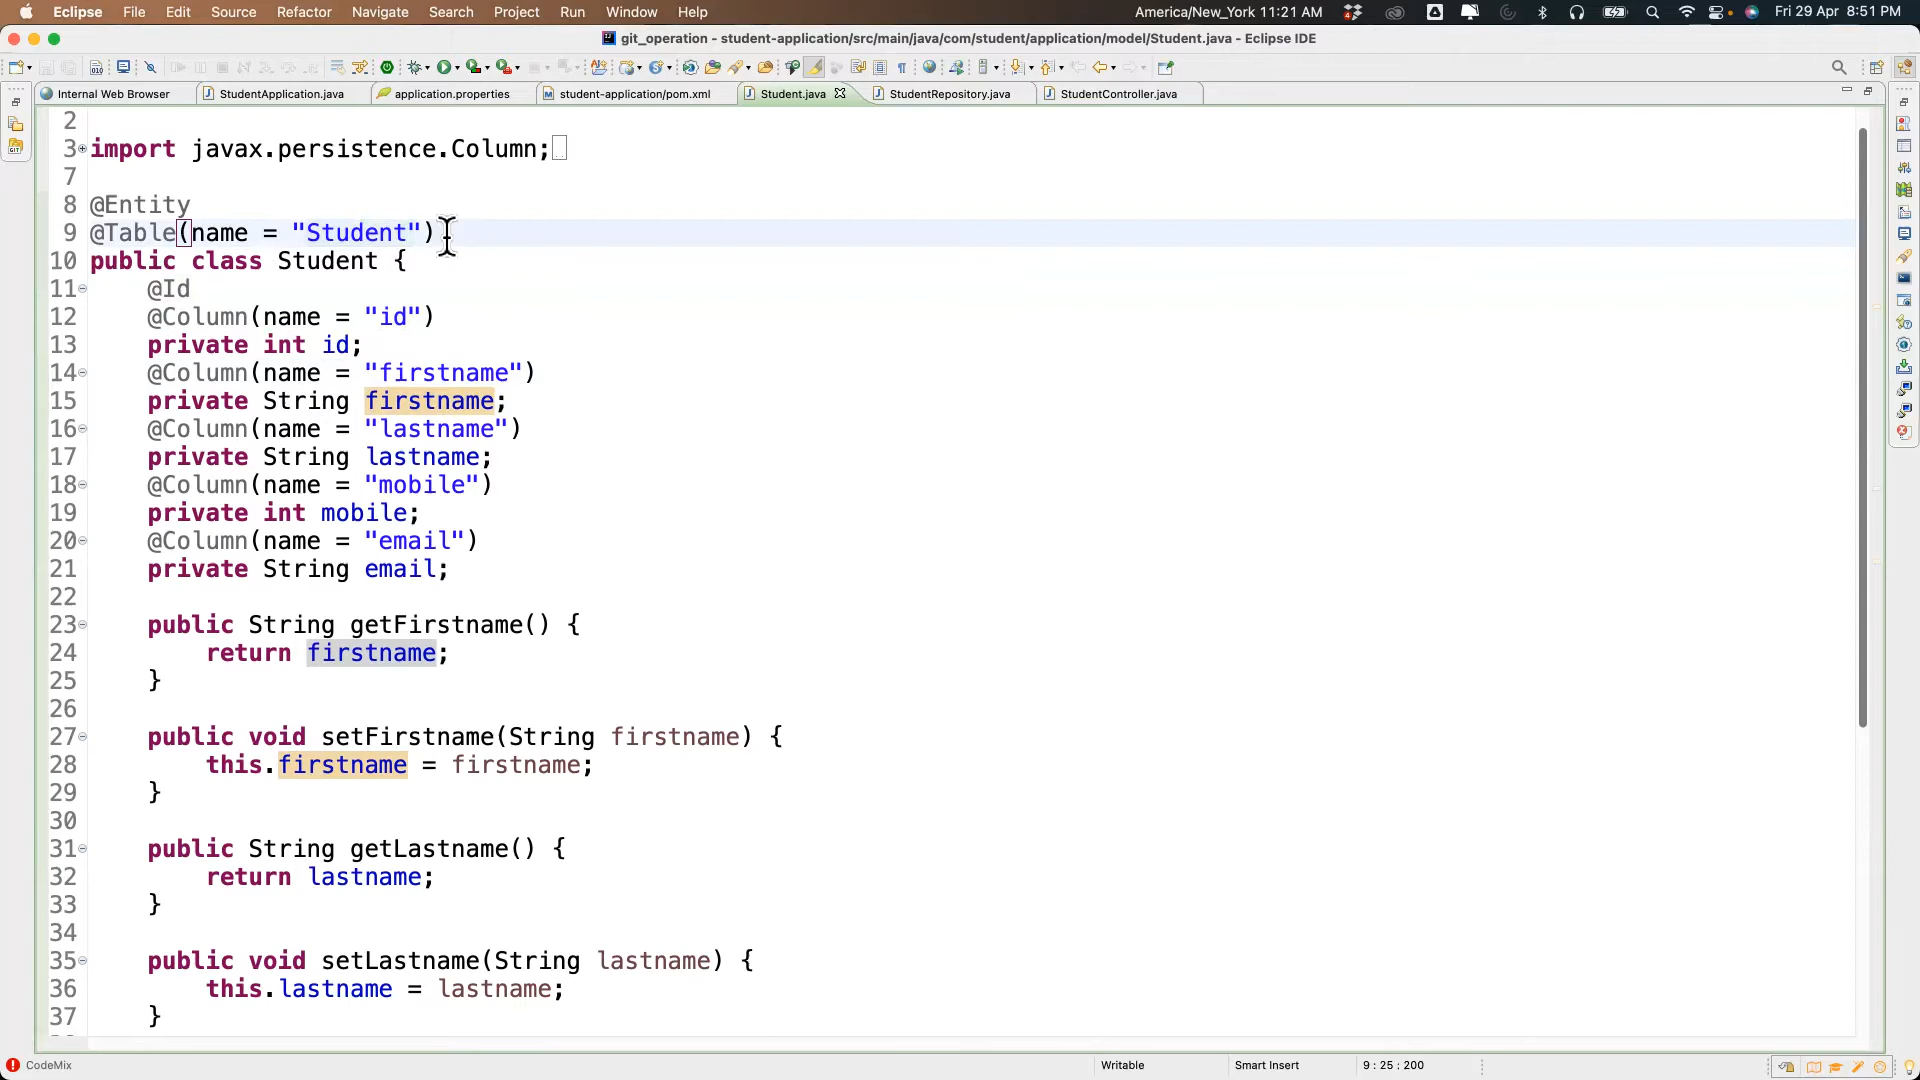 Eclipse File Edit Source Refactor Navigate Search Project Run Window Help America/New_York 11:21 AM Fri 29 Apr 8:51 PM
git_operation - student-application/src/main/java/com/student/application/model/Student.java - Eclipse IDE
Internal Web Browser StudentApplication.java application.properties student-application/pom.xml Student.java StudentRepository.java StudentController.java
2
3 import javax.persistence.Column;
7
8 @Entity
9 @Table(name = "Student")
10 public class Student {
11 @Id
12 @Column(name = "id")
13 private int id;
14 @Column(name = "firstname")
15 private String firstname;
16 @Column(name = "lastname")
17 private String lastname;
18 @Column(name = "mobile")
19 private int mobile;
20 @Column(name = "email")
21 private String email;
22
23 public String getFirstname() {
24 return firstname;
25 }
26
27 public void setFirstname(String firstname) {
28 this.firstname = firstname;
29 }
30
31 public String getLastname() {
32 return lastname;
33 }
34
35 public void setLastname(String lastname) {
36 this.lastname = lastname;
37 }
CodeMix Writable Smart Insert 9 : 25 : 200